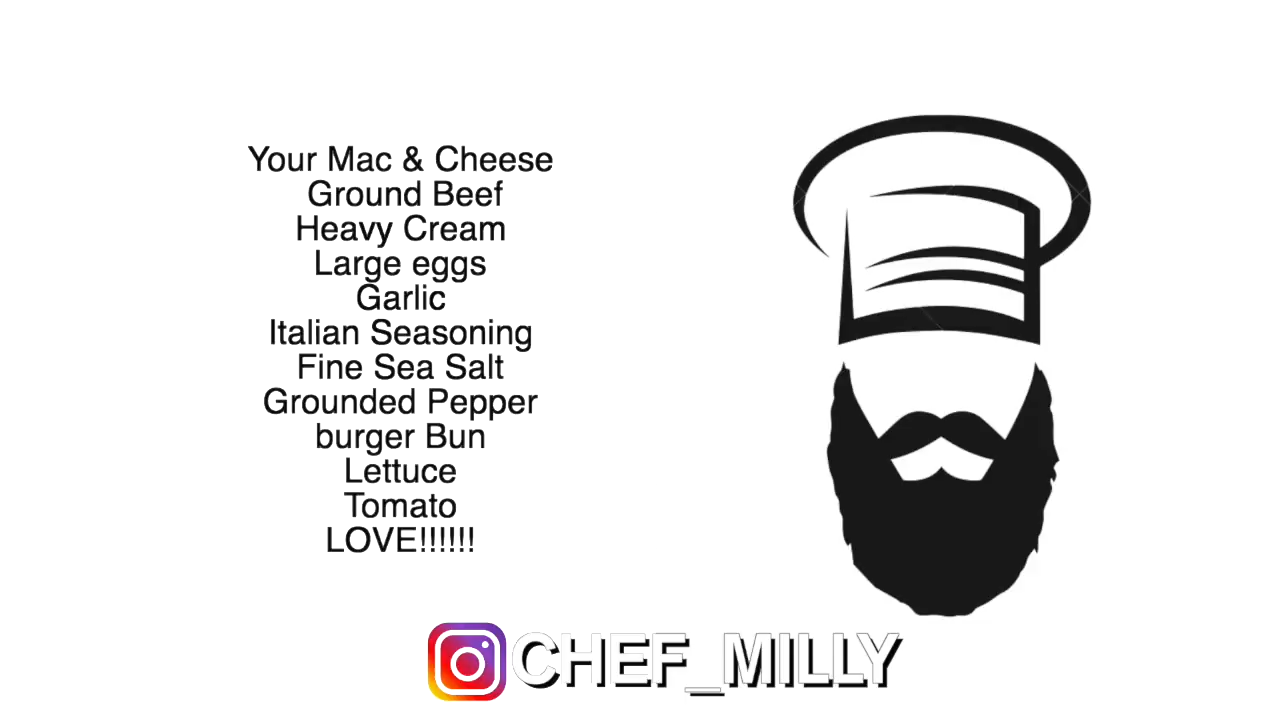 Your Mac & Cheese
Ground Beef
Heavy Cream
Large eggs
Garlic
Italian Seasoning
Fine Sea Salt
Grounded Pepper
burger Bun
Lettuce
Tomato
LOVE!!!!!!
CHEF_MILLY